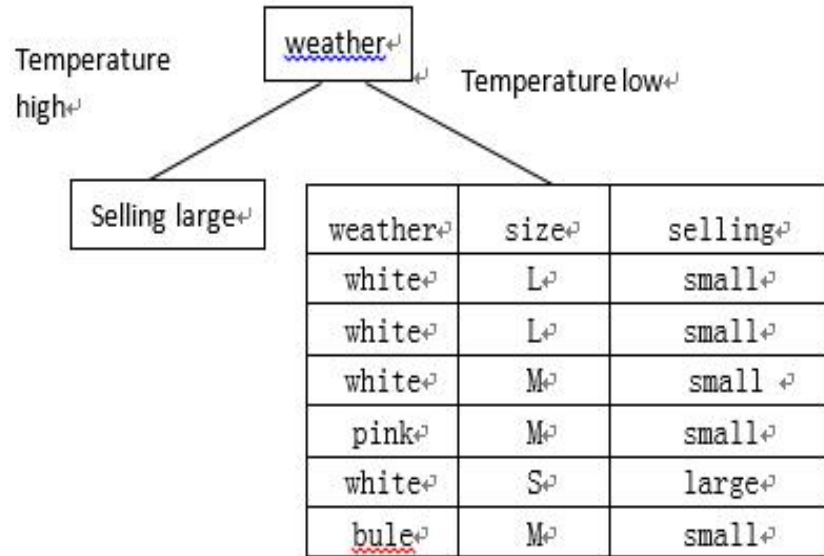 weather
Temperature
high
Temperature low
Selling large
weather size selling
white L small
white L small
white M small
pink M small
white S large
bule M small